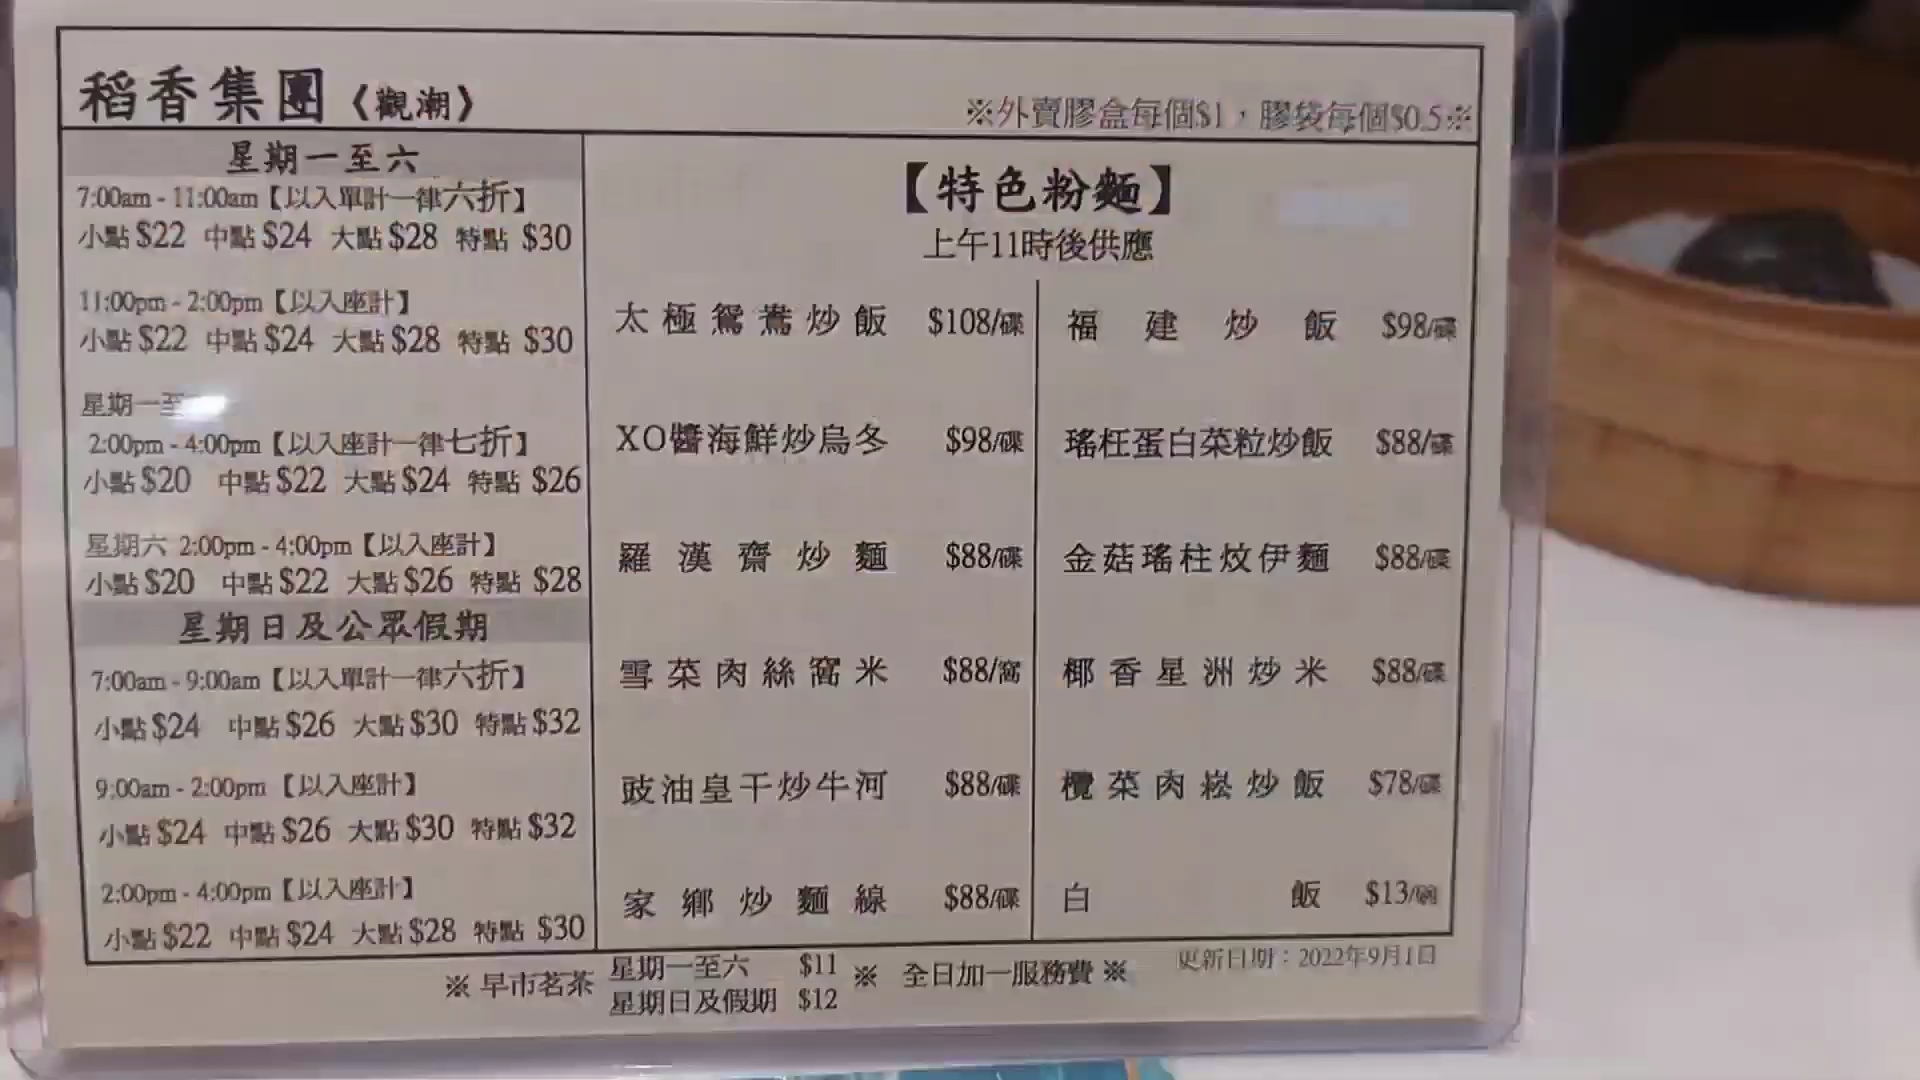 稻香集團《觀潮》
※外賣膠盒每個$1，膠袋每個$0.5※
星期一至六
7:00am - 11:00am【以入單計一律六折】
小點 $22 中點 $24 大點 $28 特點 $30
11:00pm - 2:00pm【以入座計】
小點 $22 中點 $24 大點 $28 特點 $30
星期一至
2:00pm - 4:00pm【以入座計一律七折】
小點 $20 中點 $22 大點 $24 特點 $26
星期六 2:00pm - 4:00pm【以入座計】
小點 $20 中點 $22 大點 $26 特點 $28
星期日及公眾假期
7:00am - 9:00am【以入單計一律六折】
小點 $24 中點 $26 大點 $30 特點 $32
9:00am - 2:00pm【以入座計】
小點 $24 中點 $26 大點 $30 特點 $32
2:00pm - 4:00pm【以入座計】
小點 $22 中點 $24 大點 $28 特點 $30
【特色粉麵】
上午11時後供應
太極鴛鴦炒飯 $108/碟
XO醬海鮮炒烏冬 $98/碟
羅漢齋炒麵 $88/碟
雪菜肉絲窩米 $88/窩
豉油皇干炒牛河 $88/碟
家鄉炒麵線 $88/碟
福建炒飯 $98/碟
瑤枉蛋白菜粒炒飯 $88/碟
金菇瑤柱炆伊麵 $88/碟
椰香星洲炒米 $88/碟
欖菜肉崧炒飯 $78/碟
白飯 $13/碗
※ 早市茗茶 星期一至六 $11
星期日及假期 $12
※ 全日加一服務費 ※
更新日期：2022年9月1日